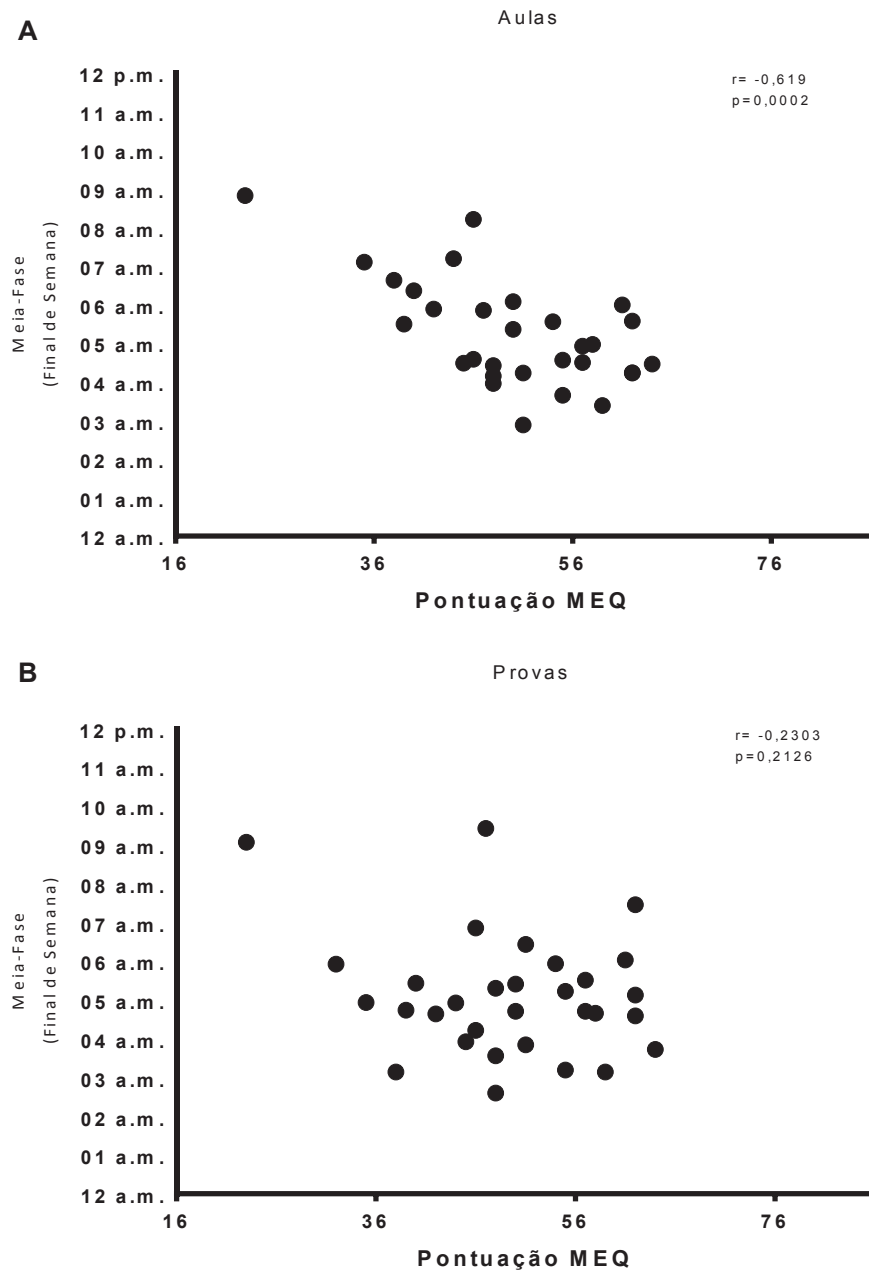 A
Aulas
r= -0,619
p=0,0002
12 p.m.
11 a.m.
10 a.m.
09 a.m.
08 a.m.
07 a.m.
06 a.m.
05 a.m.
04 a.m.
03 a.m.
02 a.m.
01 a.m.
12 a.m.
Meia-Fase
(Final de Semana)
16 36 56 76
Pontuação MEQ
B
Provas
r= -0,2303
p=0,2126
12 p.m.
11 a.m.
10 a.m.
09 a.m.
08 a.m.
07 a.m.
06 a.m.
05 a.m.
04 a.m.
03 a.m.
02 a.m.
01 a.m.
12 a.m.
Meia-Fase
(Final de Semana)
16 36 56 76
Pontuação MEQ